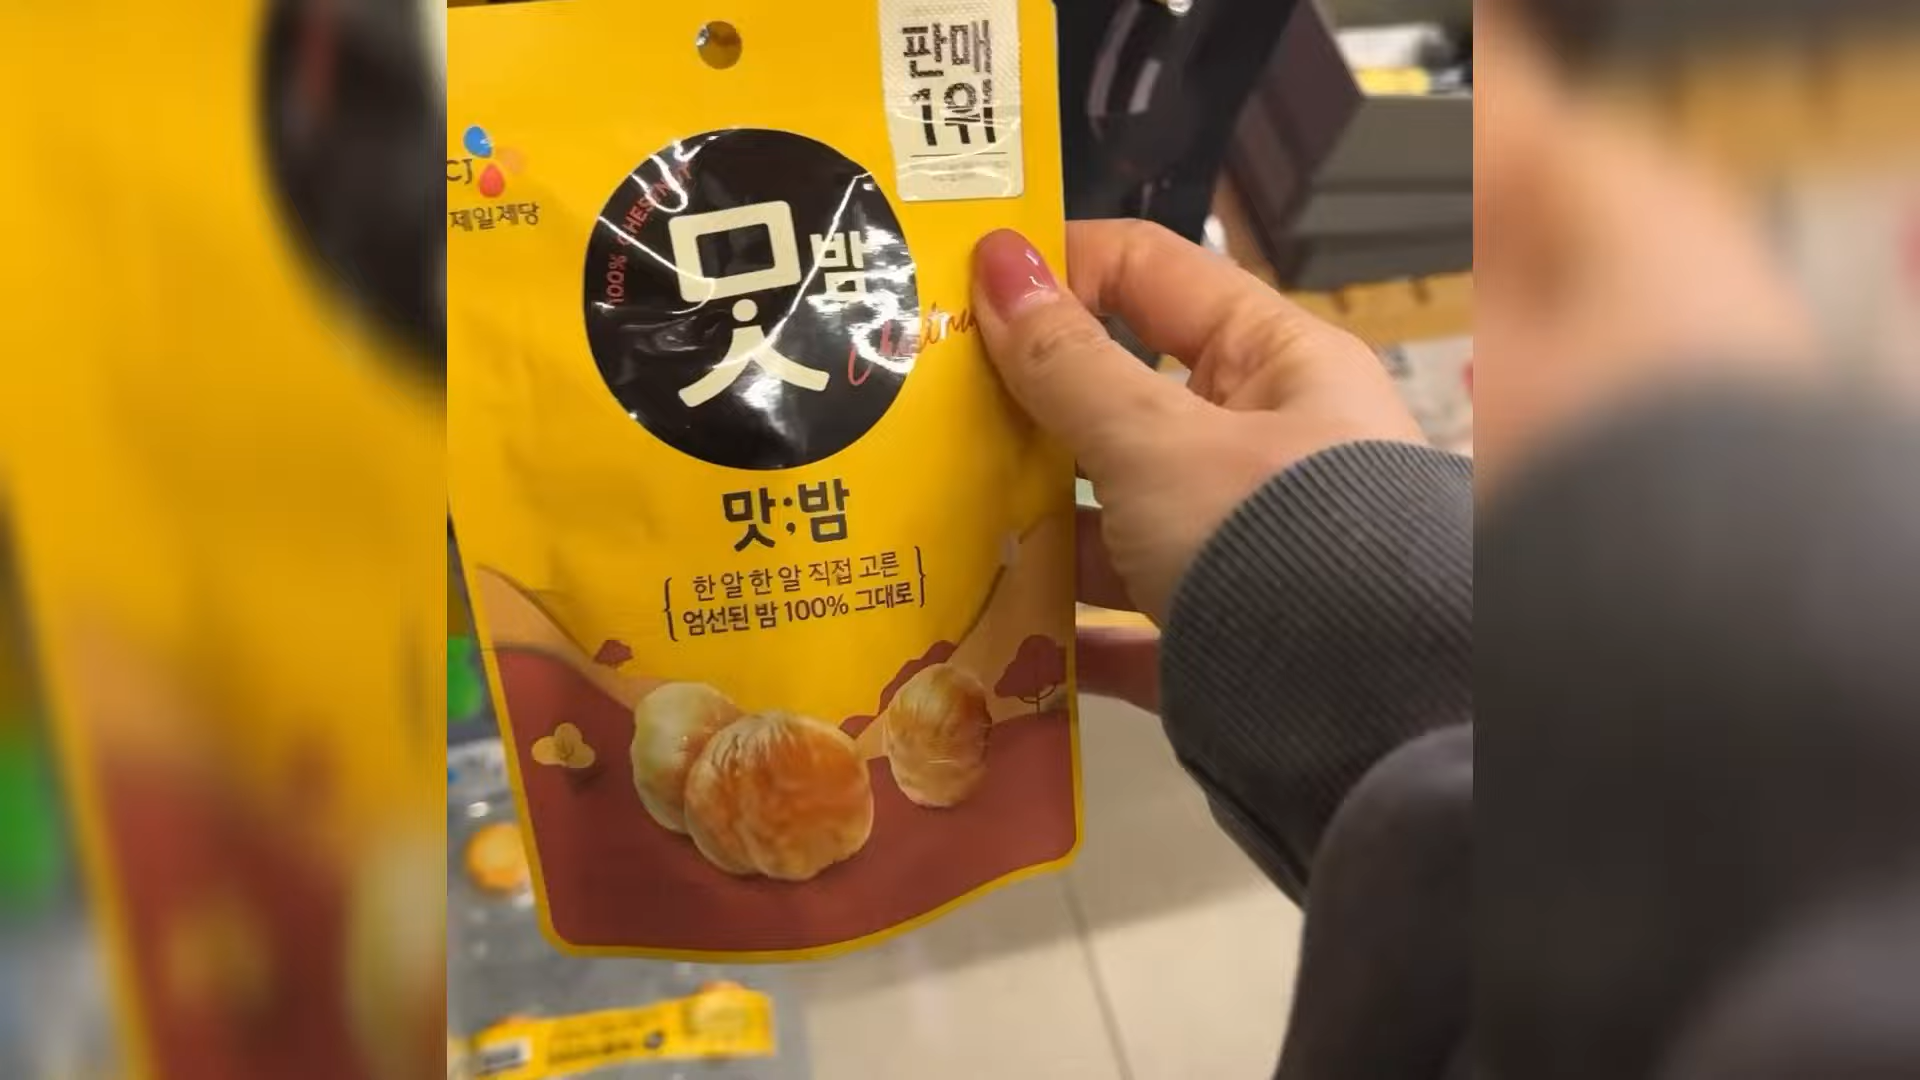 판매
1위
CJ
제일제당
100% CHESTNUT
맛밤
Chestnut
맛;밤
한 알 한 알 직접 고른
엄선된 밤 100% 그대로